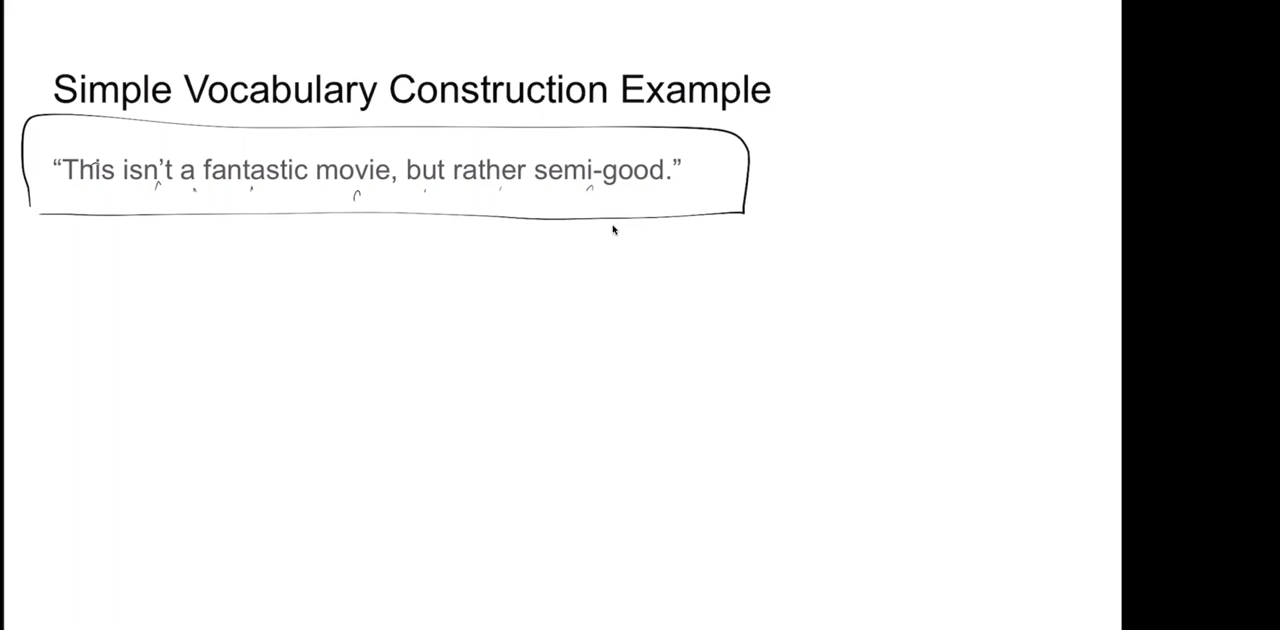 Simple Vocabulary Construction Example
“This isn’t a fantastic movie, but rather semi-good.”